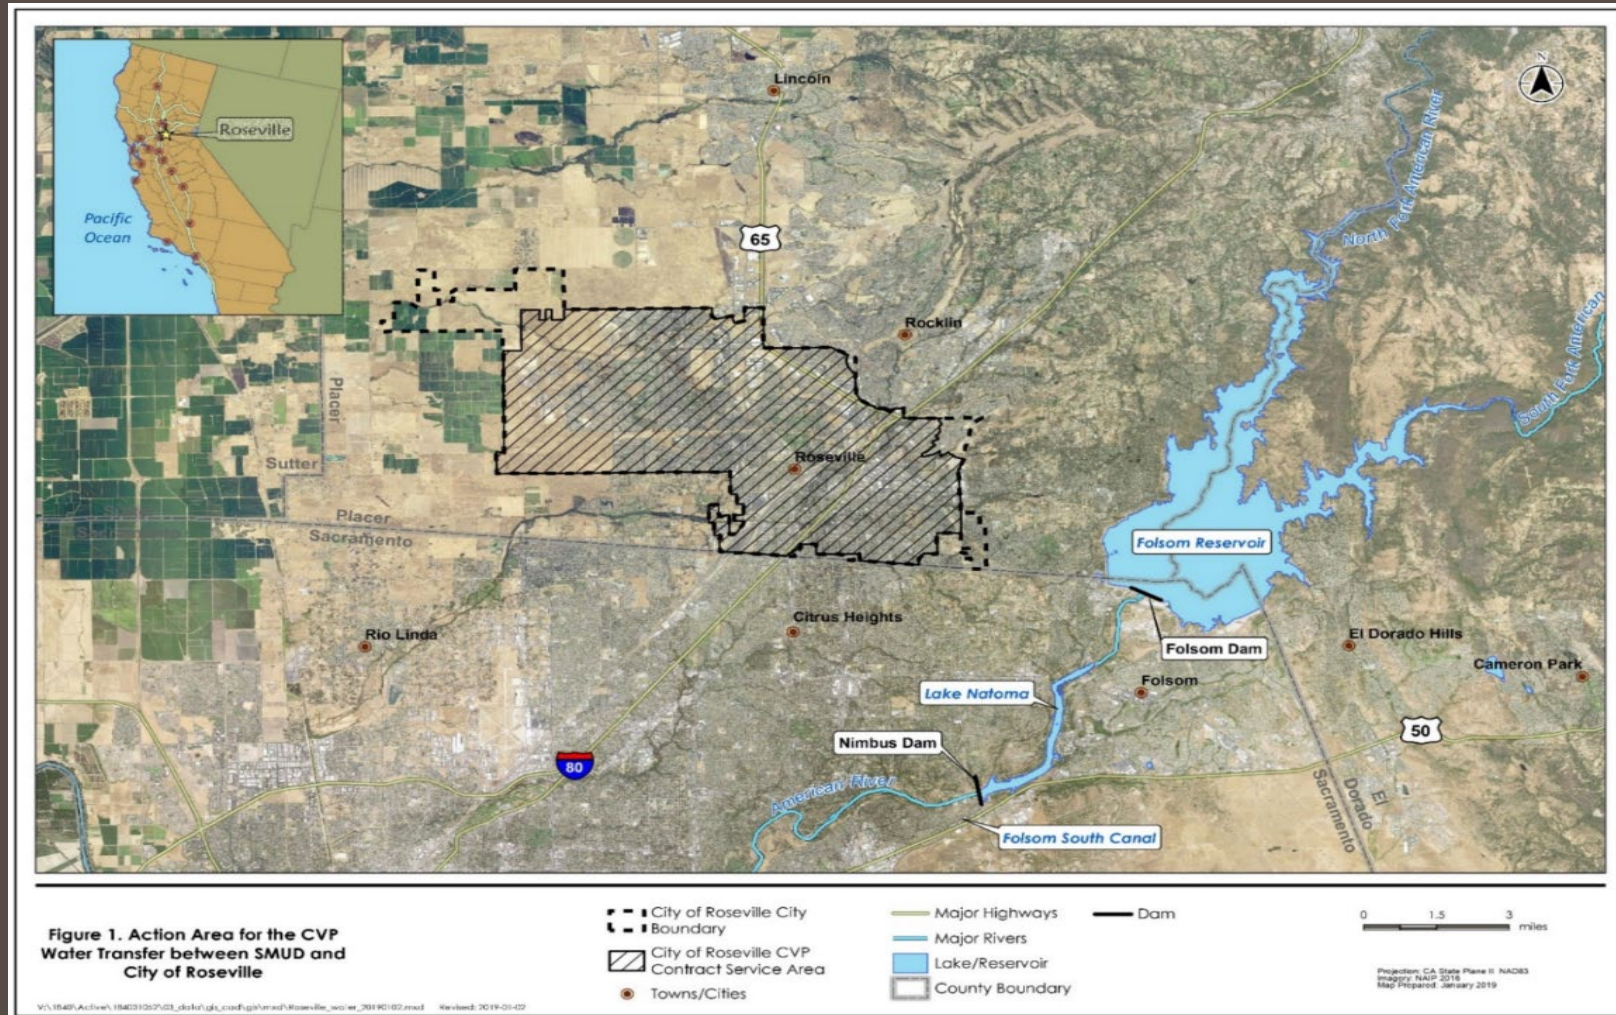 Roseville
Pacific
Ocean
N
Lincoln
North Fork American River
65
South Fork American
Rocklin
Placer
Sutter
Roseville
Placer
Sacramento
Folsom Reservoir
Citrus Heights
Rio Linda
El Dorado Hills
Folsom Dam
Cameron Park
Folsom
Lake Natoma
50
Nimbus Dam
80
American River
El
Dorado
Sacramento
Folsom South Canal
Figure 1. Action Area for the CVP
Water Transfer between SMUD and
City of Roseville
City of Roseville City
Boundary
City of Roseville CVP
Contract Service Area
Towns/Cities
Major Highways
Major Rivers
Lake/Reservoir
County Boundary
Dam
0 1.5 3
miles
Projection: CA State Plane II NAD83
Imagery: NAIP 2016
Map Prepared: January 2019
Revised: 2019-01-02